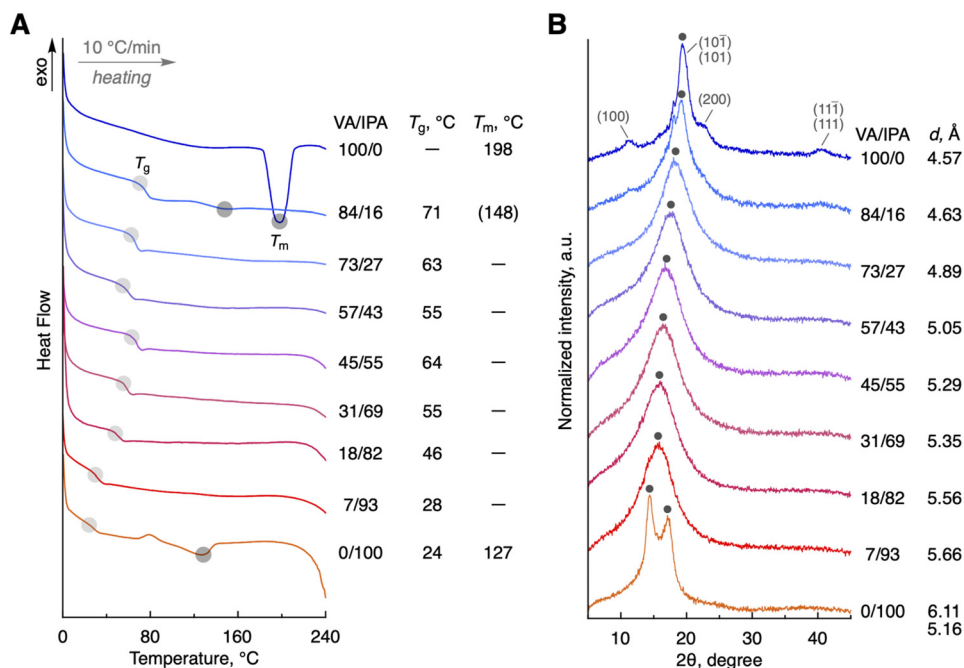 A
exo
10 °C/min
heating
VA/IPA Tg, °C Tm, °C
100/0 — 198
Tg
84/16 71 (148)
Tm
73/27 63 —
57/43 55 —
45/55 64 —
31/69 55 —
18/82 46 —
7/93 28 —
0/100 24 127
Heat Flow
0 80 160 240
Temperature, °C
B
(101̄)
(101)
(100)
(200)
(111̄)
(111)
VA/IPA d, Å
100/0 4.57
84/16 4.63
73/27 4.89
57/43 5.05
45/55 5.29
31/69 5.35
18/82 5.56
7/93 5.66
0/100 6.11
5.16
Normalized intensity, a.u.
10 20 30 40
2θ, degree